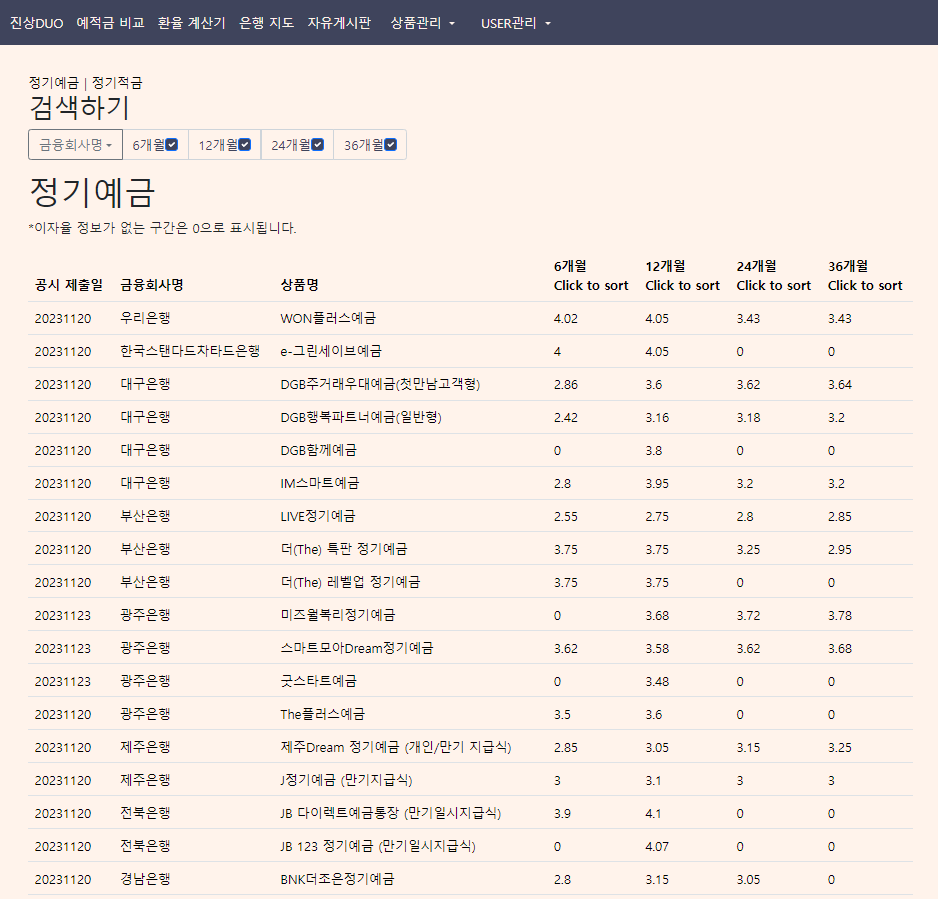 진상DUO 예적금 비교 환율 계산기 은행 지도 자유게시판 상품관리 USER관리
정기예금 | 정기적금
검색하기
금융회사명 6개월 12개월 24개월 36개월
정기예금
*이자율 정보가 없는 구간은 0으로 표시됩니다.
공시 제출일 금융회사명 상품명 6개월 Click to sort 12개월 Click to sort 24개월 Click to sort 36개월 Click to sort
20231120 우리은행 WON플러스예금 4.02 4.05 3.43 3.43
20231120 한국스탠다드차타드은행 e-그린세이브예금 4 4.05 0 0
20231120 대구은행 DGB주거래우대예금(첫만남고객형) 2.86 3.6 3.62 3.64
20231120 대구은행 DGB행복파트너예금(일반형) 2.42 3.16 3.18 3.2
20231120 대구은행 DGB함께예금 0 3.8 0 0
20231120 대구은행 IM스마트예금 2.8 3.95 3.2 3.2
20231120 부산은행 LIVE정기예금 2.55 2.75 2.8 2.85
20231120 부산은행 더(The) 특판 정기예금 3.75 3.75 3.25 2.95
20231120 부산은행 더(The) 레벨업 정기예금 3.75 3.75 0 0
20231123 광주은행 미즈월복리정기예금 0 3.68 3.72 3.78
20231123 광주은행 스마트모아Dream정기예금 3.62 3.58 3.62 3.68
20231123 광주은행 굿스타트예금 0 3.48 0 0
20231120 광주은행 The플러스예금 3.5 3.6 0 0
20231120 제주은행 제주Dream 정기예금 (개인/만기 지급식) 2.85 3.05 3.15 3.25
20231120 제주은행 J정기예금 (만기지급식) 3 3.1 3 3
20231120 전북은행 JB 다이렉트예금통장 (만기일시지급식) 3.9 4.1 0 0
20231120 전북은행 JB 123 정기예금 (만기일시지급식) 0 4.07 0 0
20231120 경남은행 BNK더조은정기예금 2.8 3.15 3.05 0